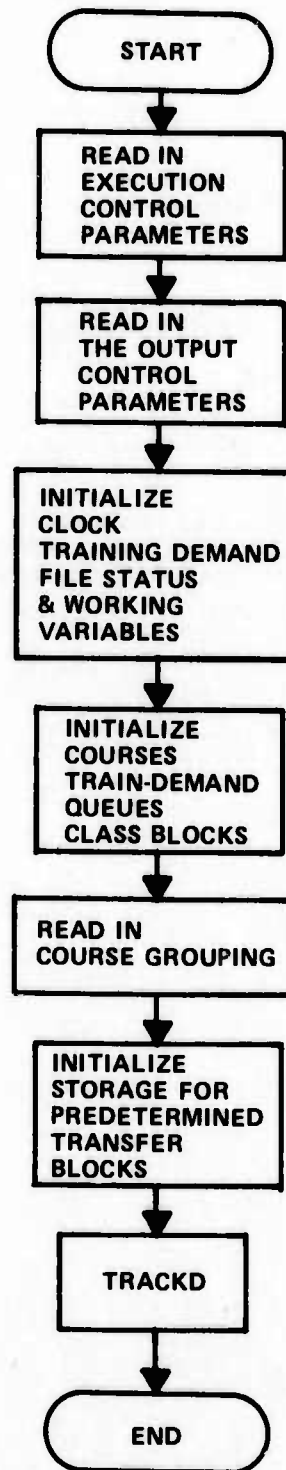 START
READ IN
EXECUTION
CONTROL
PARAMETERS
READ IN
THE OUTPUT
CONTROL
PARAMETERS
INITIALIZE
CLOCK
TRAINING DEMAND
FILE STATUS
& WORKING
VARIABLES
INITIALIZE
COURSES
TRAIN-DEMAND
QUEUES
CLASS BLOCKS
READ IN
COURSE GROUPING
INITIALIZE
STORAGE FOR
PREDETERMINED
TRANSFER
BLOCKS
TRACKD
END